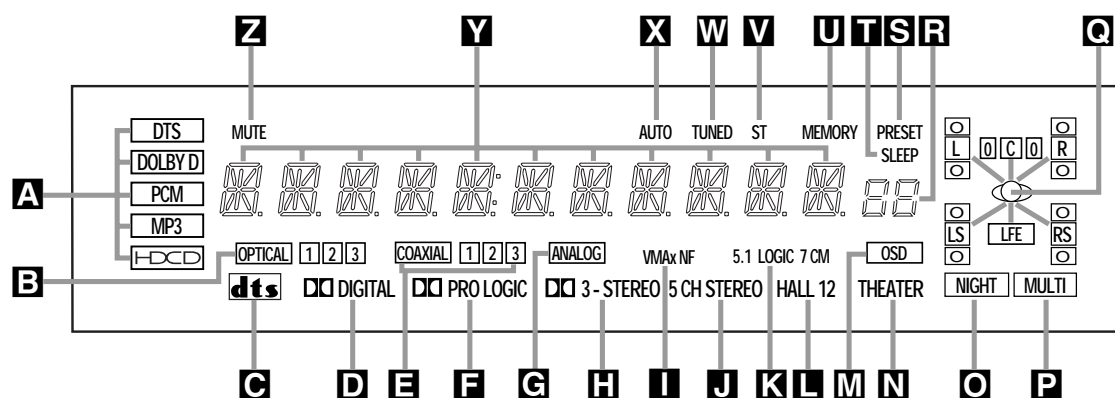 Z Y X W V U T S R Q
DTS MUTE AUTO TUNED ST MEMORY PRESET
SLEEP
DOLBY D L 0 C 0 R
A PCM
MP3 LS LFE RS
HDCD
B OPTICAL 1 2 3 COAXIAL 1 2 3 ANALOG VMAx NF 5.1 LOGIC 7 CM OSD
dts DIGITAL PRO LOGIC 3 - STEREO 5 CH STEREO HALL 12 THEATER NIGHT MULTI
C D E F G H I J K L M N O P